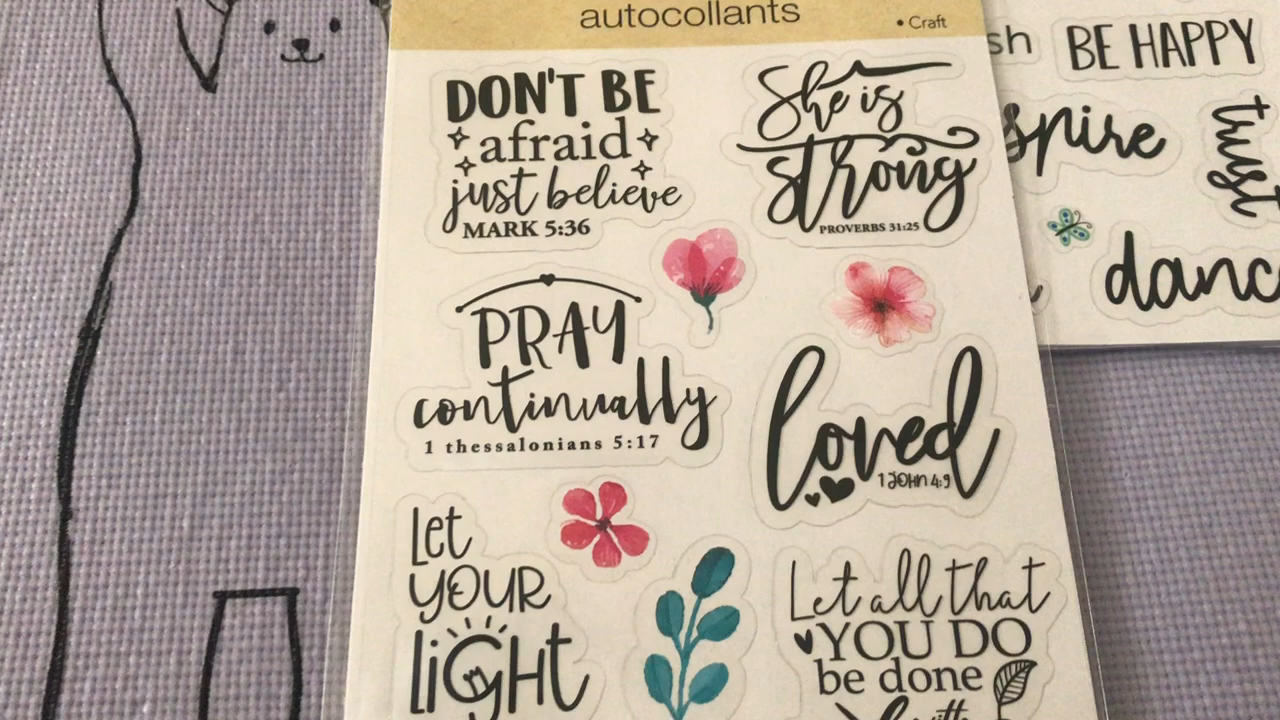 autocollants
• Craft
DON'T BE
afraid
just believe
MARK 5:36
She is
strong
PROVERBS 31:25
PRAY
continually
1 thessalonians 5:17
loved
1 JOHN 4:9
Let
YOUR
LiGHT
Let all that
YOU DO
be done
with
BE HAPPY
trust